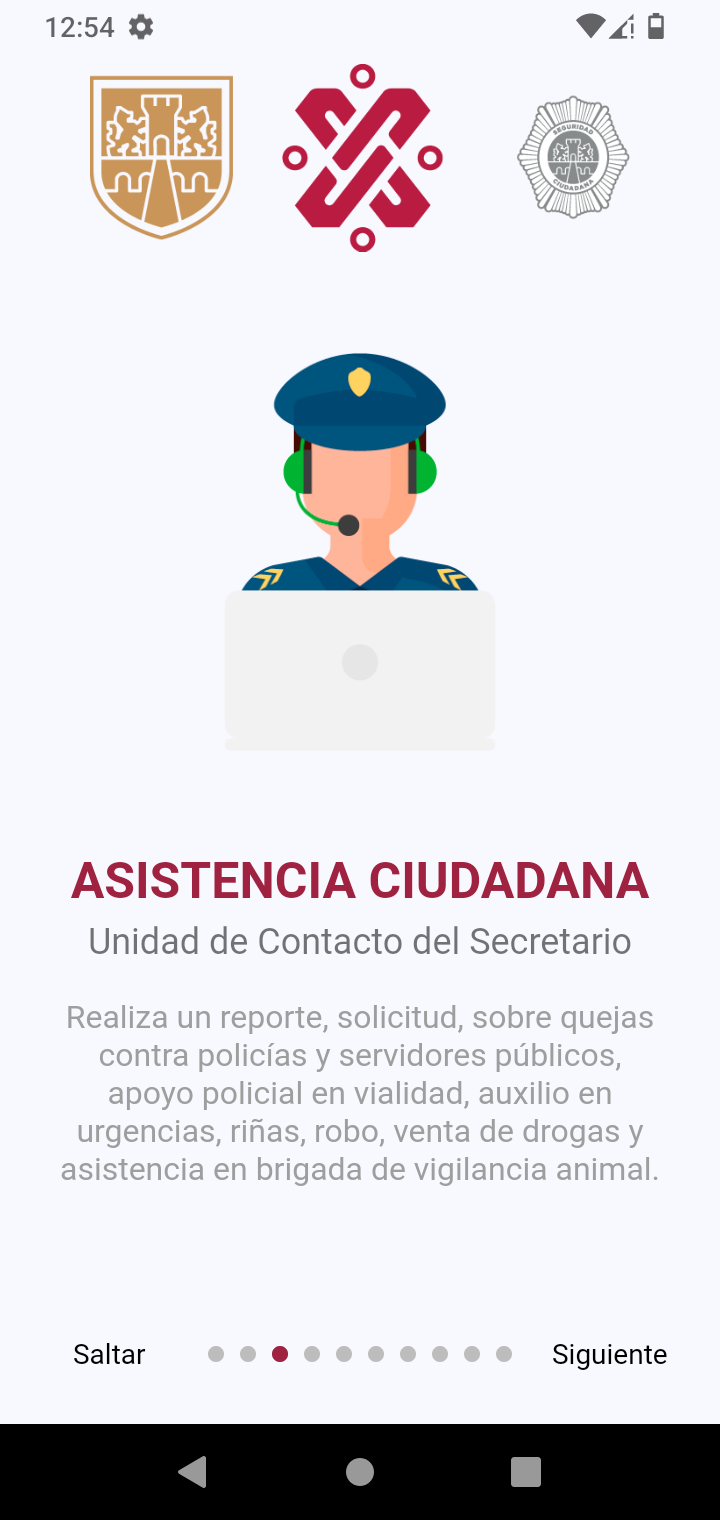 12:54
SEGURIDAD
CIUDADANA
ASISTENCIA CIUDADANA
Unidad de Contacto del Secretario
Realiza un reporte, solicitud, sobre quejas
contra policías y servidores públicos,
apoyo policial en vialidad, auxilio en
urgencias, riñas, robo, venta de drogas y
asistencia en brigada de vigilancia animal.
Saltar
Siguiente